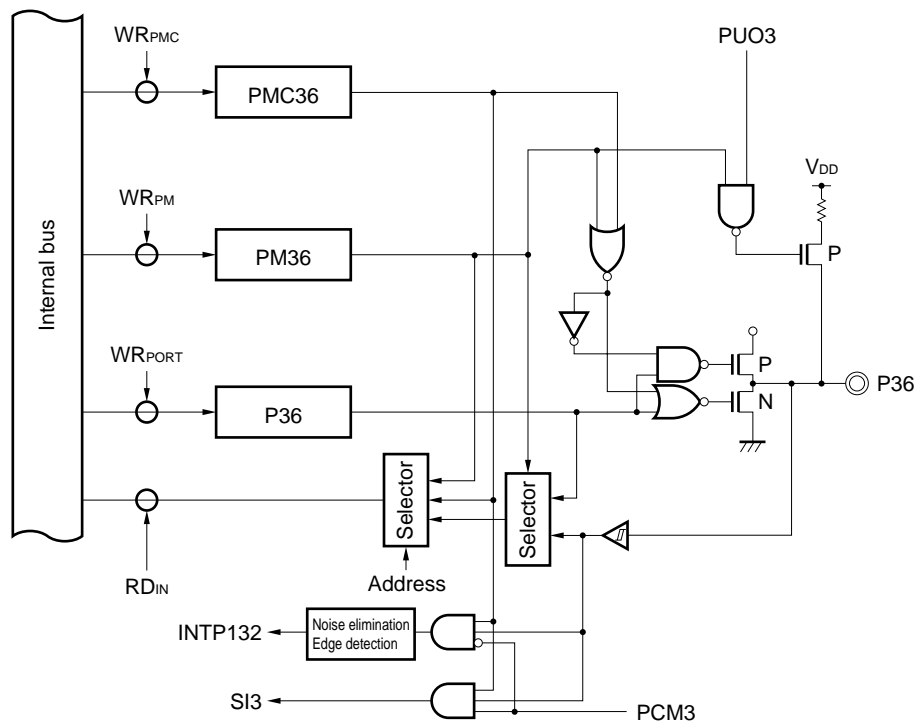 WRPMC
PUO3
PMC36
VDD
WRPM
P
PM36
Internal bus
WRPORT
P
P36
N
P36
Selector
Selector
RDIN
Address
INTP132
Noise elimination
Edge detection
SI3
PCM3